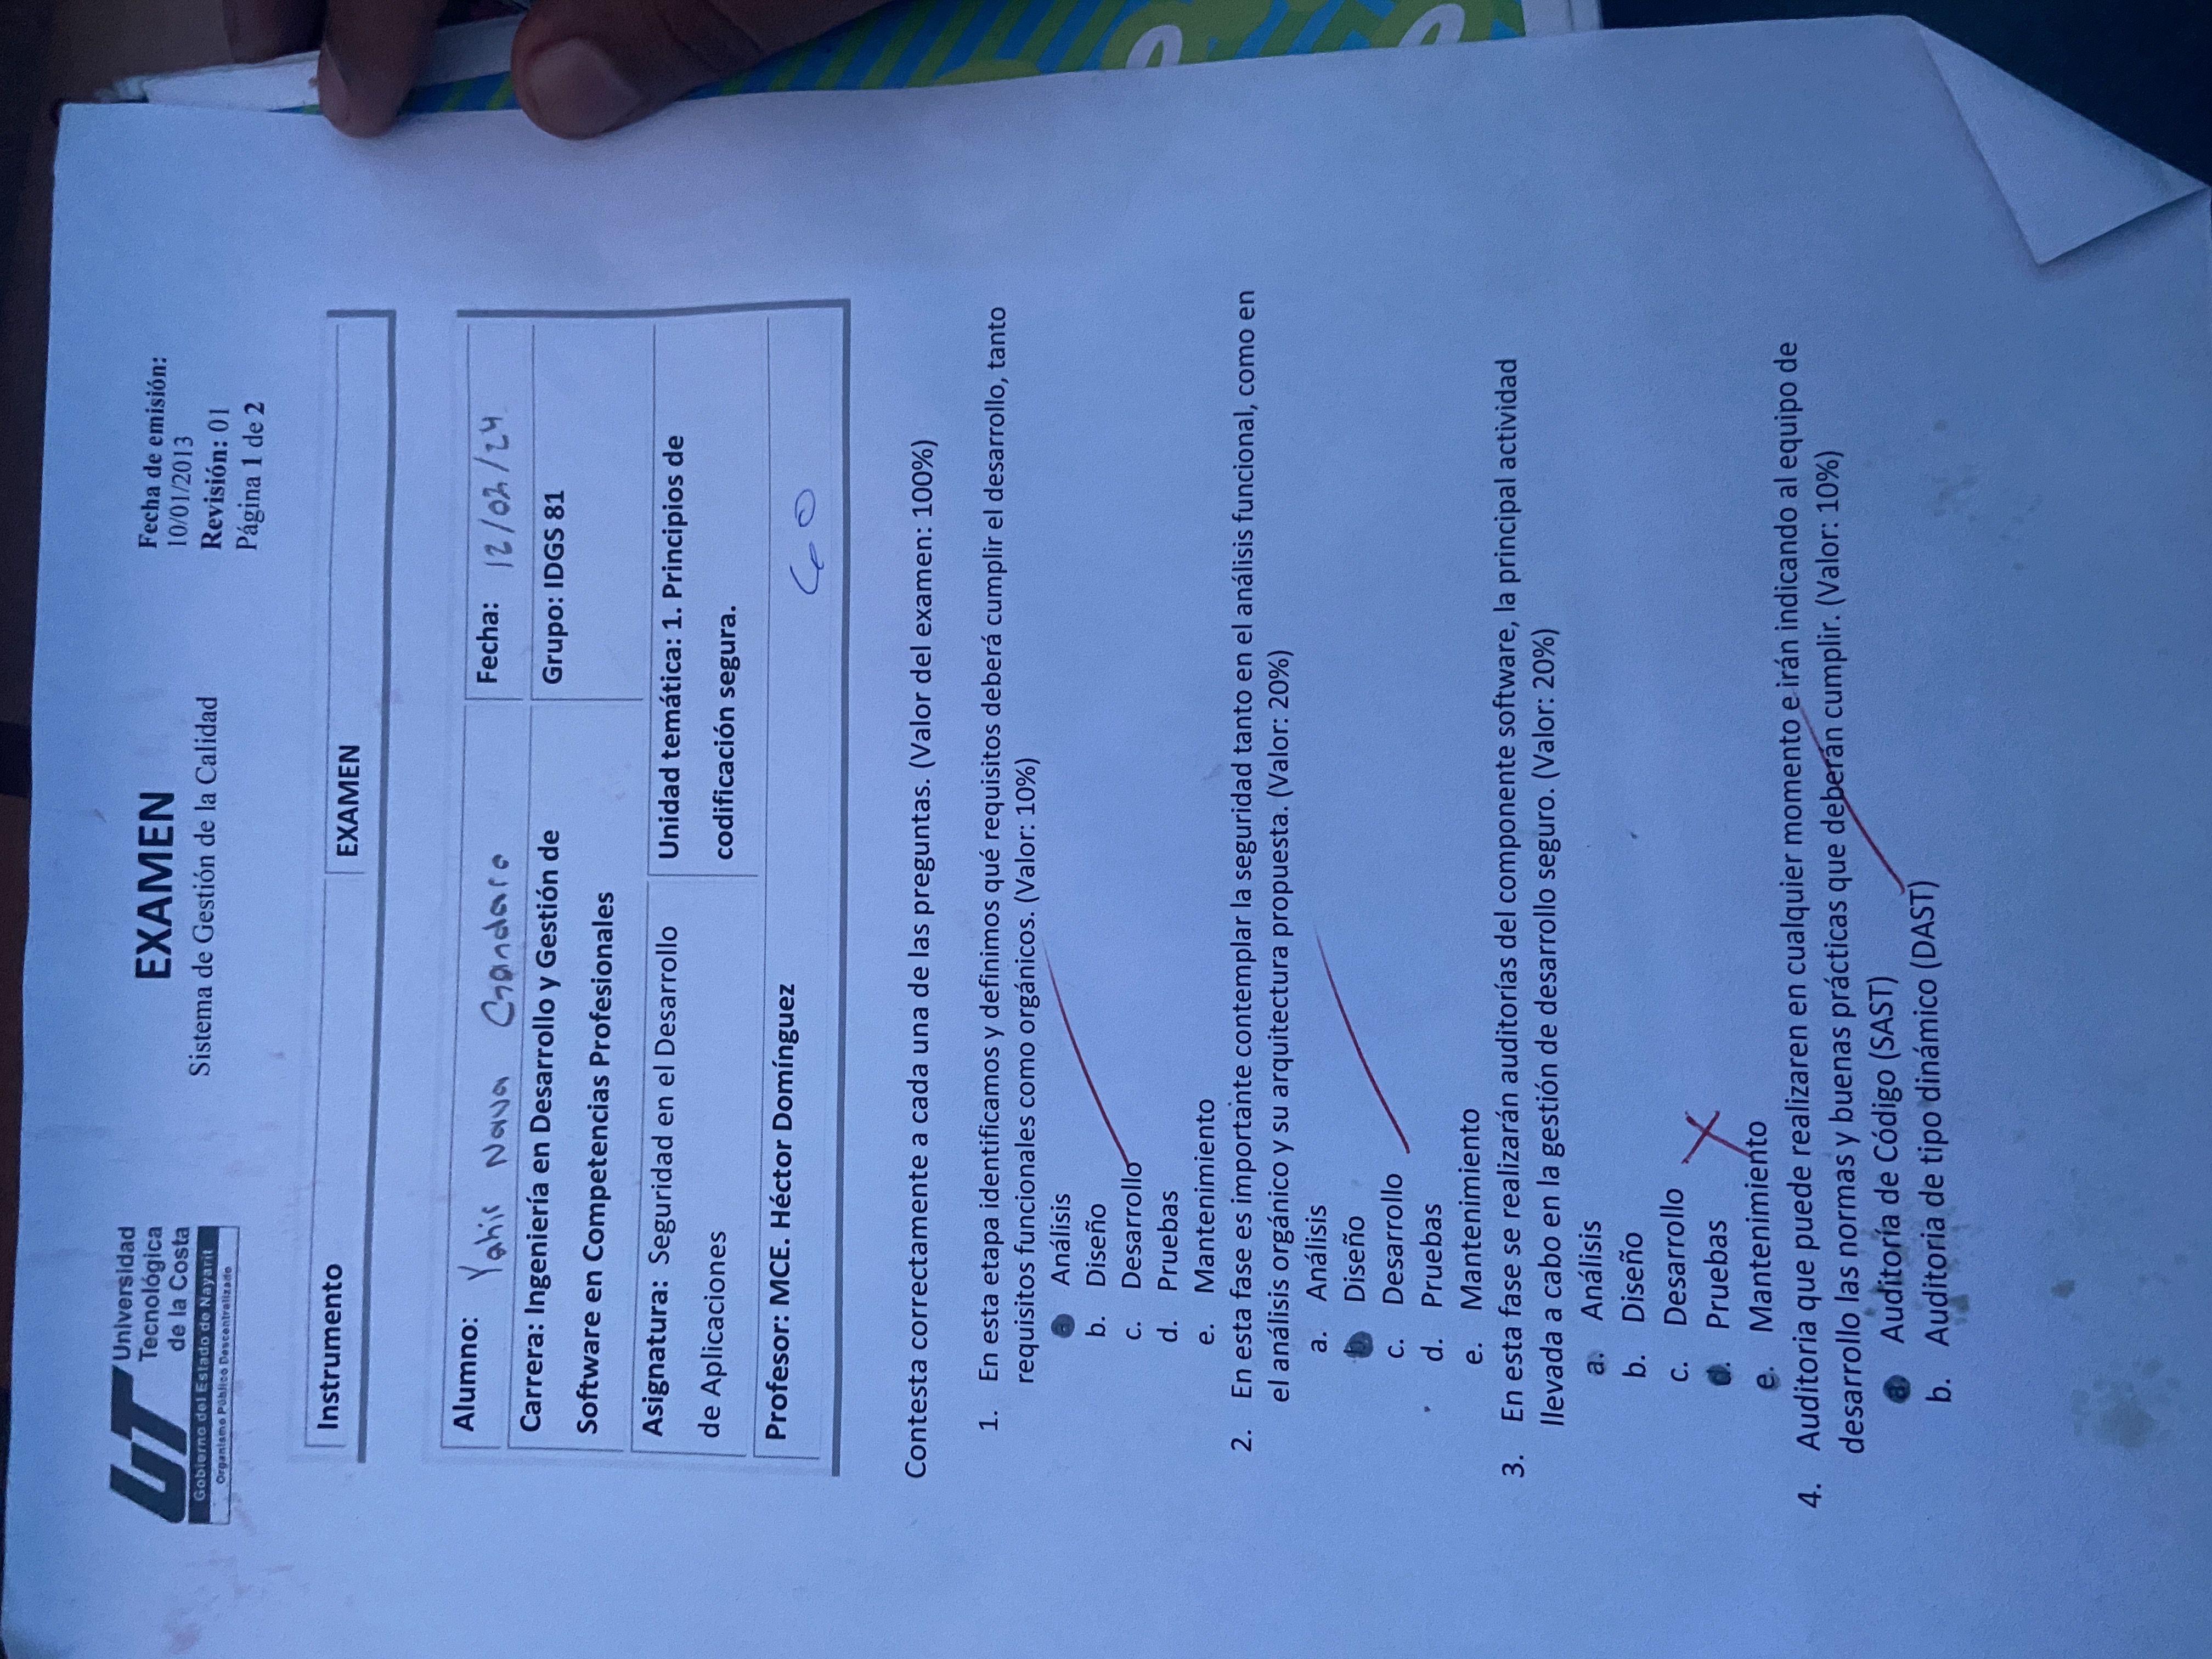 UT Universidad
Tecnológica
de la Costa
Gobierno del Estado de Nayarit
Organismo Público Descentralizado
EXAMEN
Sistema de Gestión de la Calidad
Fecha de emisión:
10/01/2013
Revisión: 01
Página 1 de 2
Instrumento
EXAMEN
Alumno: Yahir Nava Gandara
Fecha: 12/02/24
Carrera: Ingeniería en Desarrollo y Gestión de
Software en Competencias Profesionales
Grupo: IDGS 81
Asignatura: Seguridad en el Desarrollo
de Aplicaciones
Unidad temática: 1. Principios de
codificación segura.
Profesor: MCE. Héctor Domínguez
60
Contesta correctamente a cada una de las preguntas. (Valor del examen: 100%)
1. En esta etapa identificamos y definimos qué requisitos deberá cumplir el desarrollo, tanto
requisitos funcionales como orgánicos. (Valor: 10%)
a. Análisis
b. Diseño
c. Desarrollo
d. Pruebas
e. Mantenimiento
2. En esta fase es importante contemplar la seguridad tanto en el análisis funcional, como en
el análisis orgánico y su arquitectura propuesta. (Valor: 20%)
a. Análisis
b. Diseño
c. Desarrollo
d. Pruebas
e. Mantenimiento
3. En esta fase se realizarán auditorías del componente software, la principal actividad
llevada a cabo en la gestión de desarrollo seguro. (Valor: 20%)
a. Análisis
b. Diseño
c. Desarrollo
d. Pruebas
e. Mantenimiento
4. Auditoria que puede realizaren en cualquier momento e irán indicando al equipo de
desarrollo las normas y buenas prácticas que deberán cumplir. (Valor: 10%)
a. Auditoría de Código (SAST)
b. Auditoria de tipo dinámico (DAST)